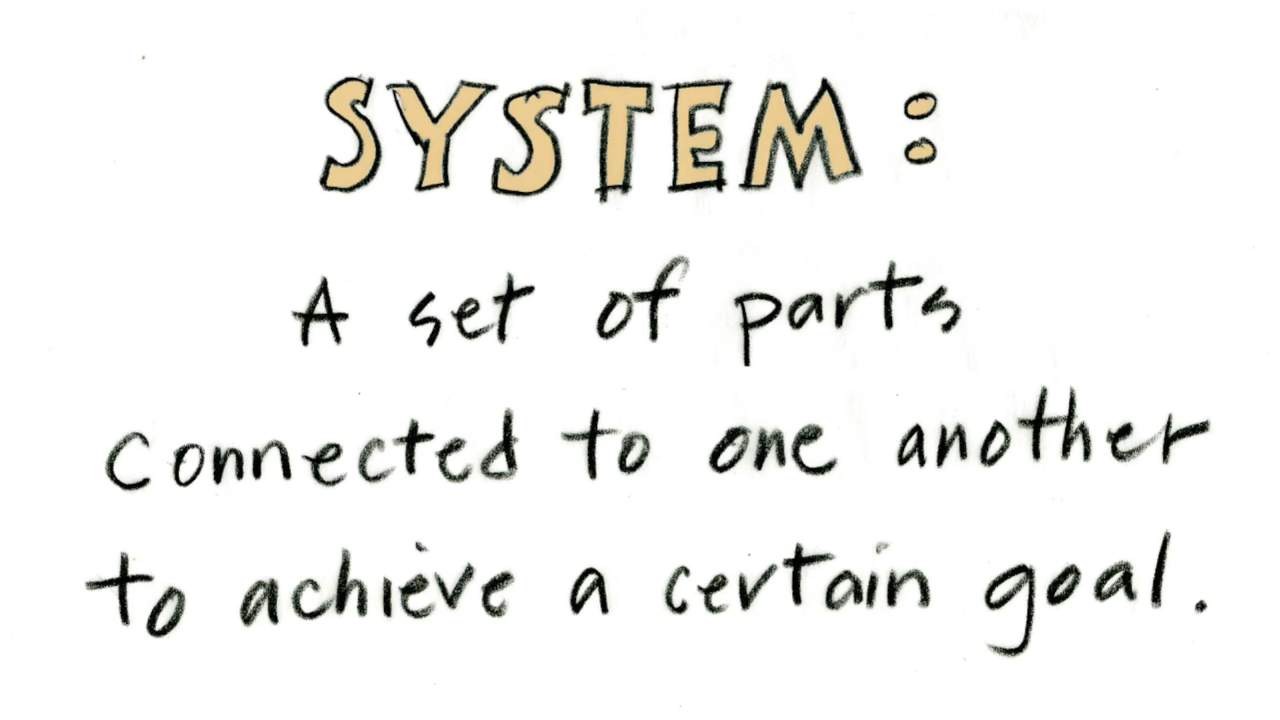 SYSTEM:
A set of parts
connected to one another
to achieve a certain goal.